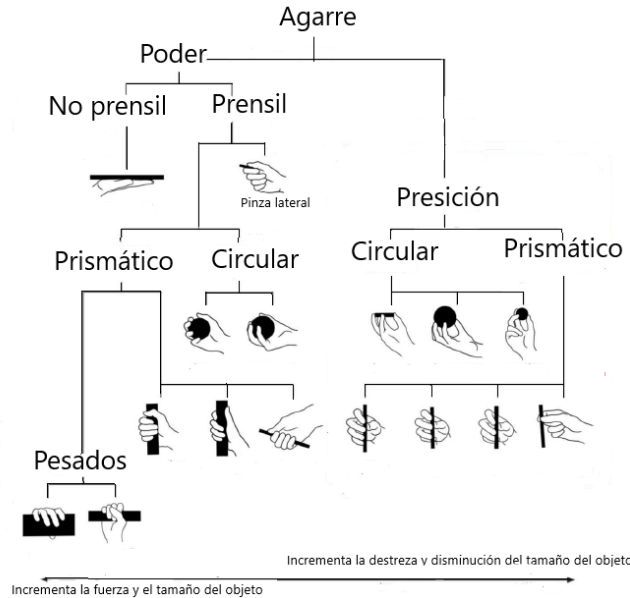 Agarre
Poder
No prensil
Prensil
Pinza lateral
Presición
Prismático
Circular
Circular
Prismático
Pesados
Incrementa la destreza y disminución del tamaño del objeto
Incrementa la fuerza y el tamaño del objeto